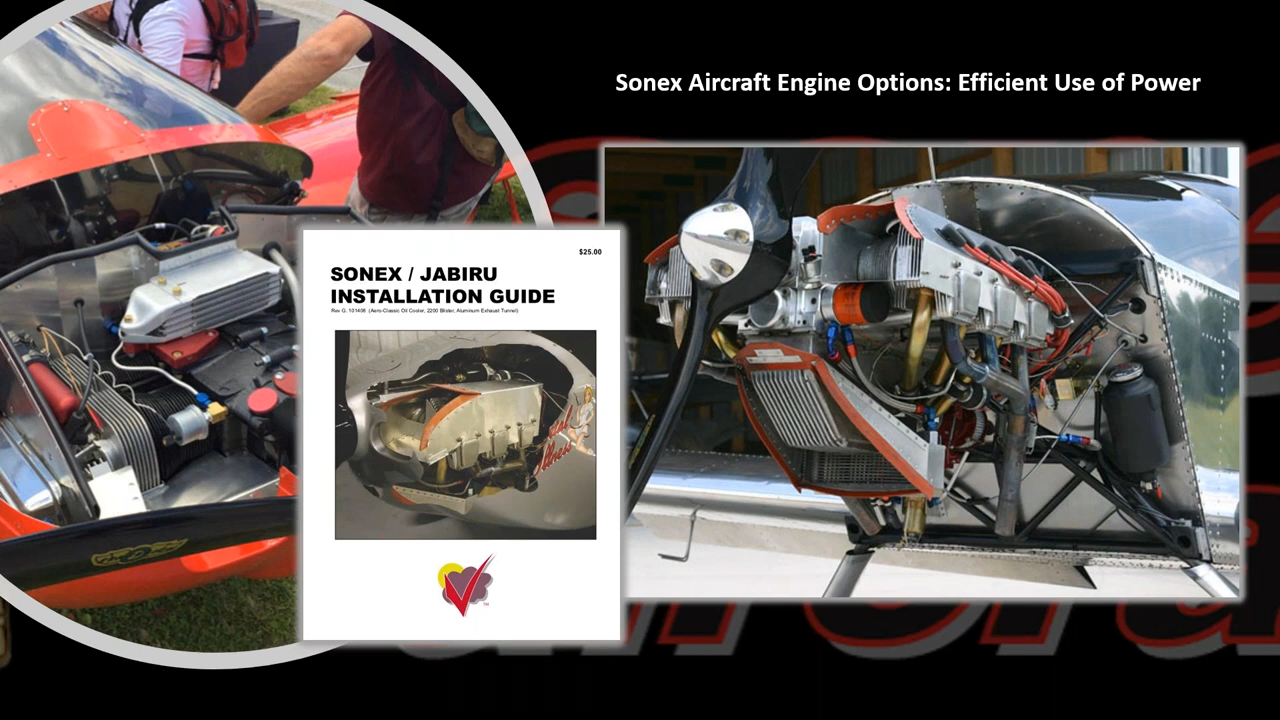 Sonex Aircraft Engine Options: Efficient Use of Power
$25.00
SONEX / JABIRU
INSTALLATION GUIDE
Rev G. 101406 (Aero-Classic Oil Cooler, 2200 Blister, Aluminum Exhaust Tunnel)
TM